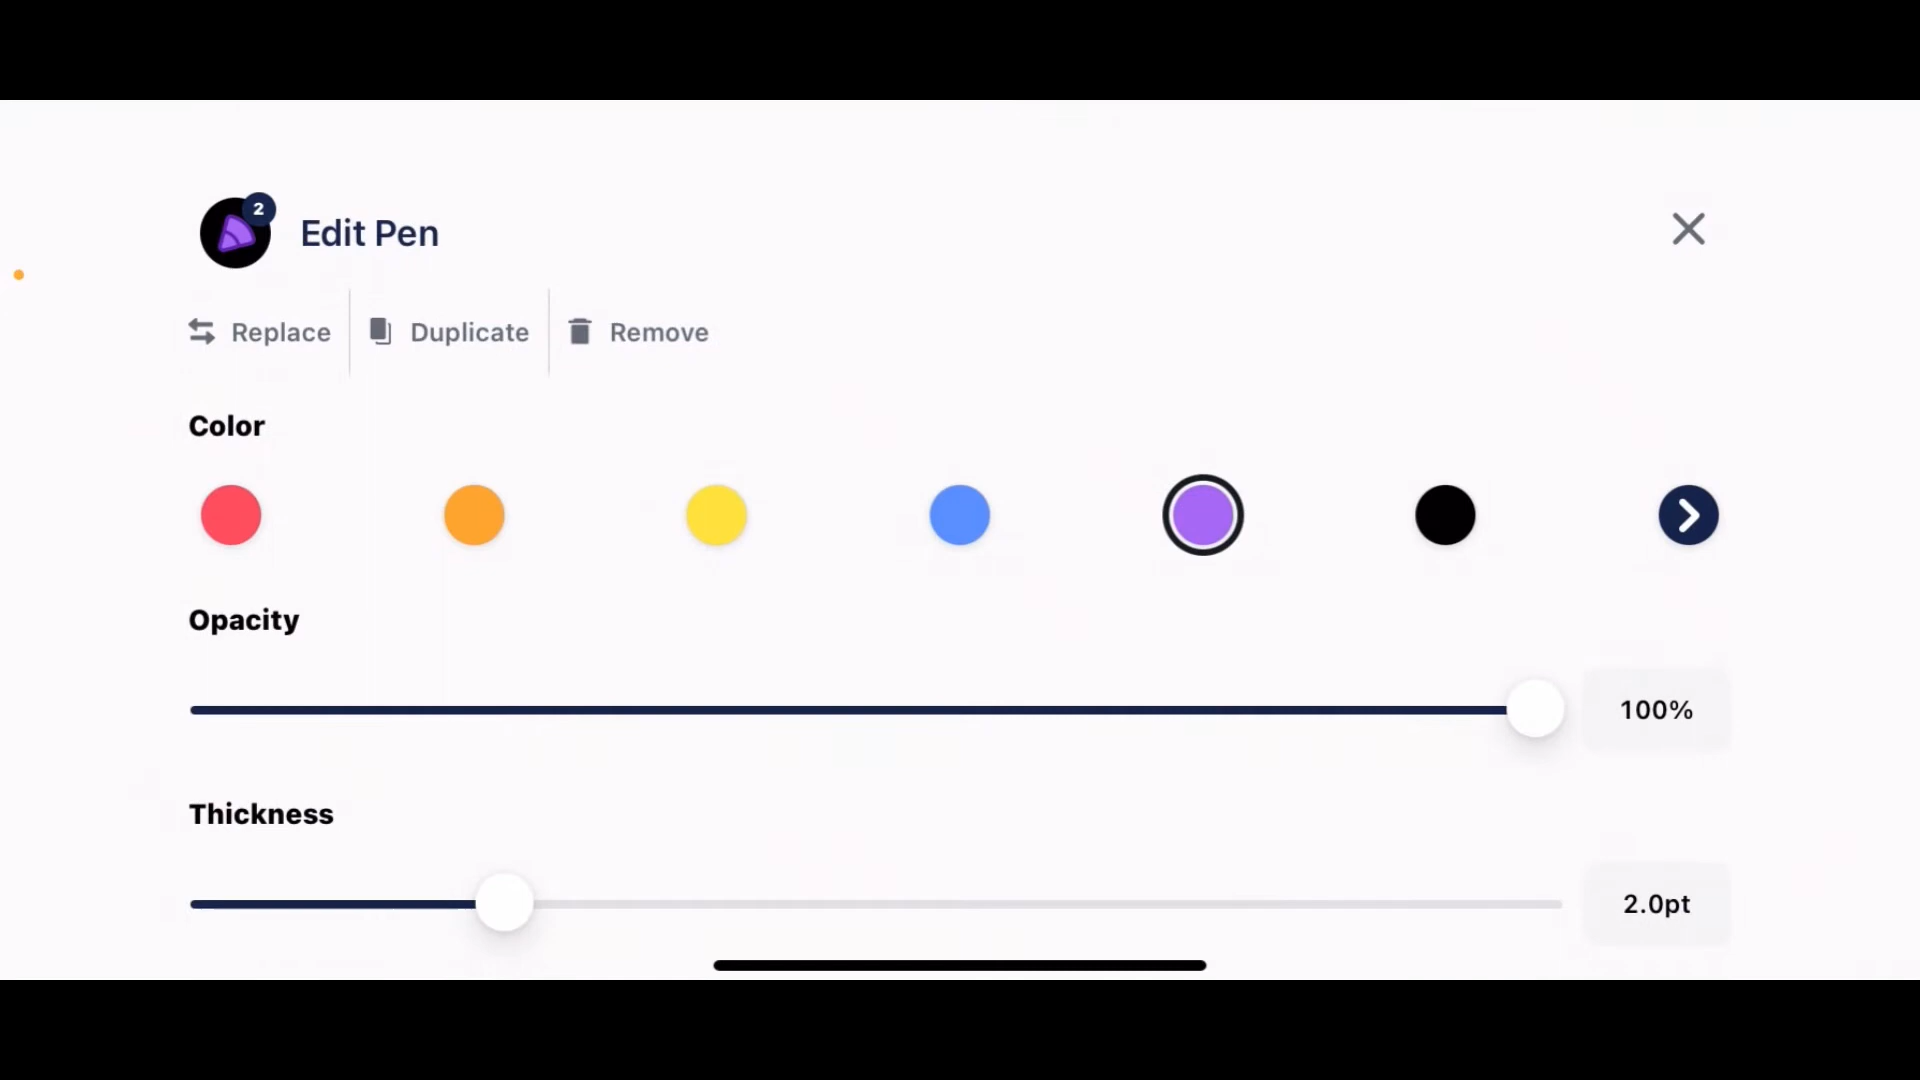 2
Edit Pen
Replace
Duplicate
Remove
Color
Opacity
100%
Thickness
2.0pt